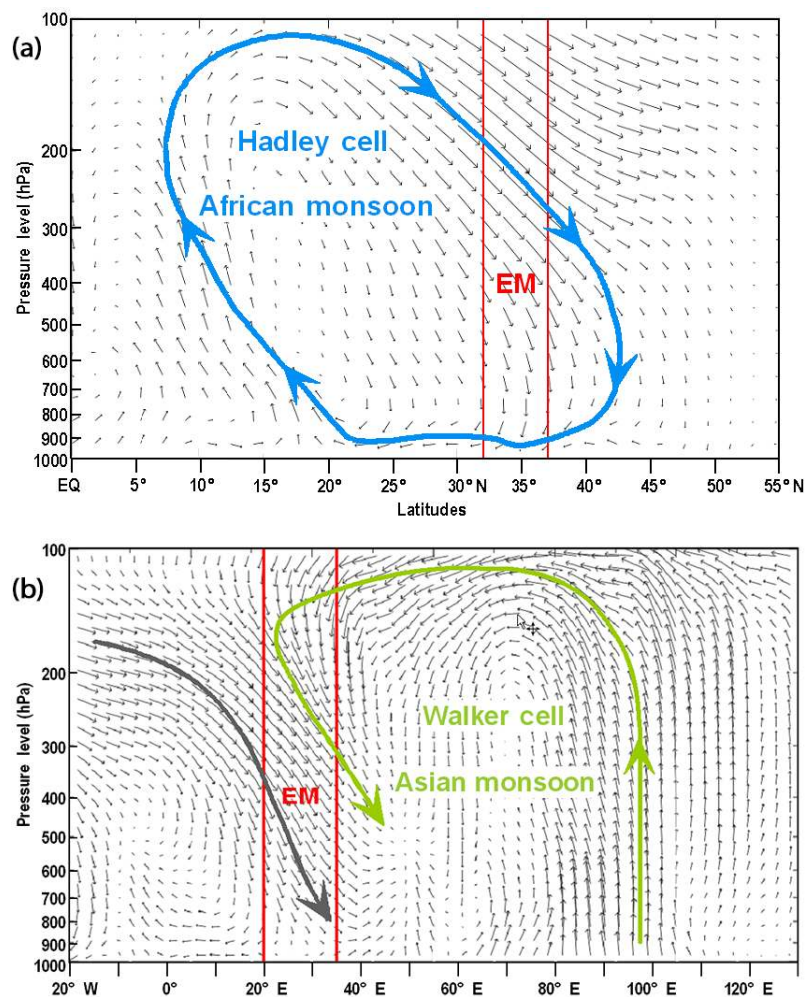 (a)
100
200
300
400
500
600
700
800
900
1000
Pressure level (hPa)
Hadley cell
African monsoon
EM
EQ 5° 10° 15° 20° 25° 30° N 35° 40° 45° 50° 55° N
Latitudes
(b)
100
200
300
400
500
600
700
800
900
1000
Pressure level (hPa)
Walker cell
Asian monsoon
EM
20° W 0° 20° E 40° E 60° E 80° E 100° E 120° E